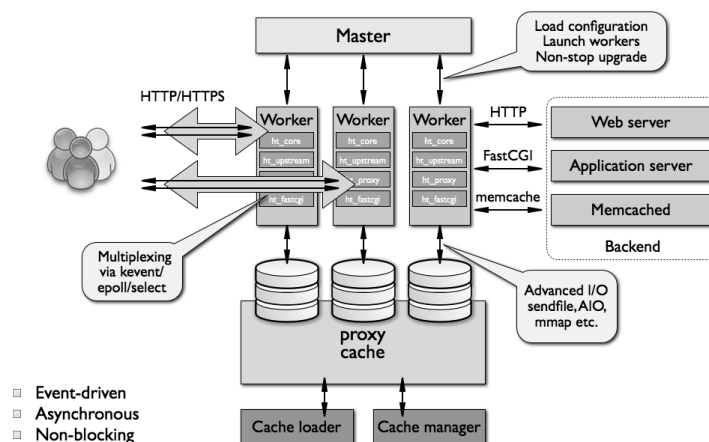 Master
Load configuration
Launch workers
Non-stop upgrade
HTTP/HTTPS
Worker
ht_core
ht_upstream
ht_fastcgi
Worker
ht_core
ht_upstream
ht_proxy
ht_fastcgi
Worker
ht_core
ht_upstream
ht_proxy
ht_fastcgi
HTTP
FastCGI
memcache
Web server
Application server
Memcached
Backend
Multiplexing
via kevent/
epoll/select
Advanced I/O
sendfile, AIO,
mmap etc.
proxy
cache
Event-driven
Asynchronous
Non-blocking
Cache loader
Cache manager